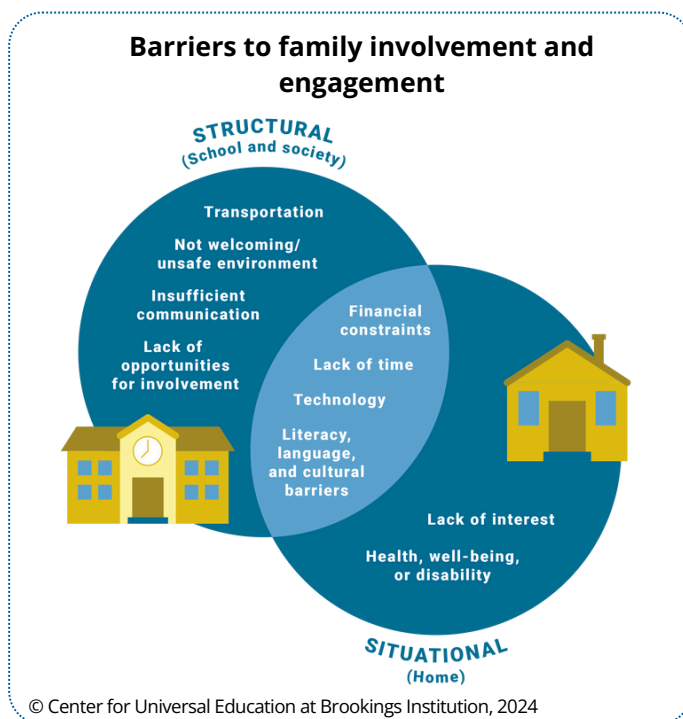 Barriers to family involvement and
engagement
STRUCTURAL
(School and society)
Transportation
Not welcoming/
unsafe environment
Insufficient
communication
Lack of
opportunities
for involvement
Financial
constraints
Lack of time
Technology
Literacy,
language,
and cultural
barriers
Lack of interest
Health, well-being,
or disability
SITUATIONAL
(Home)
© Center for Universal Education at Brookings Institution, 2024